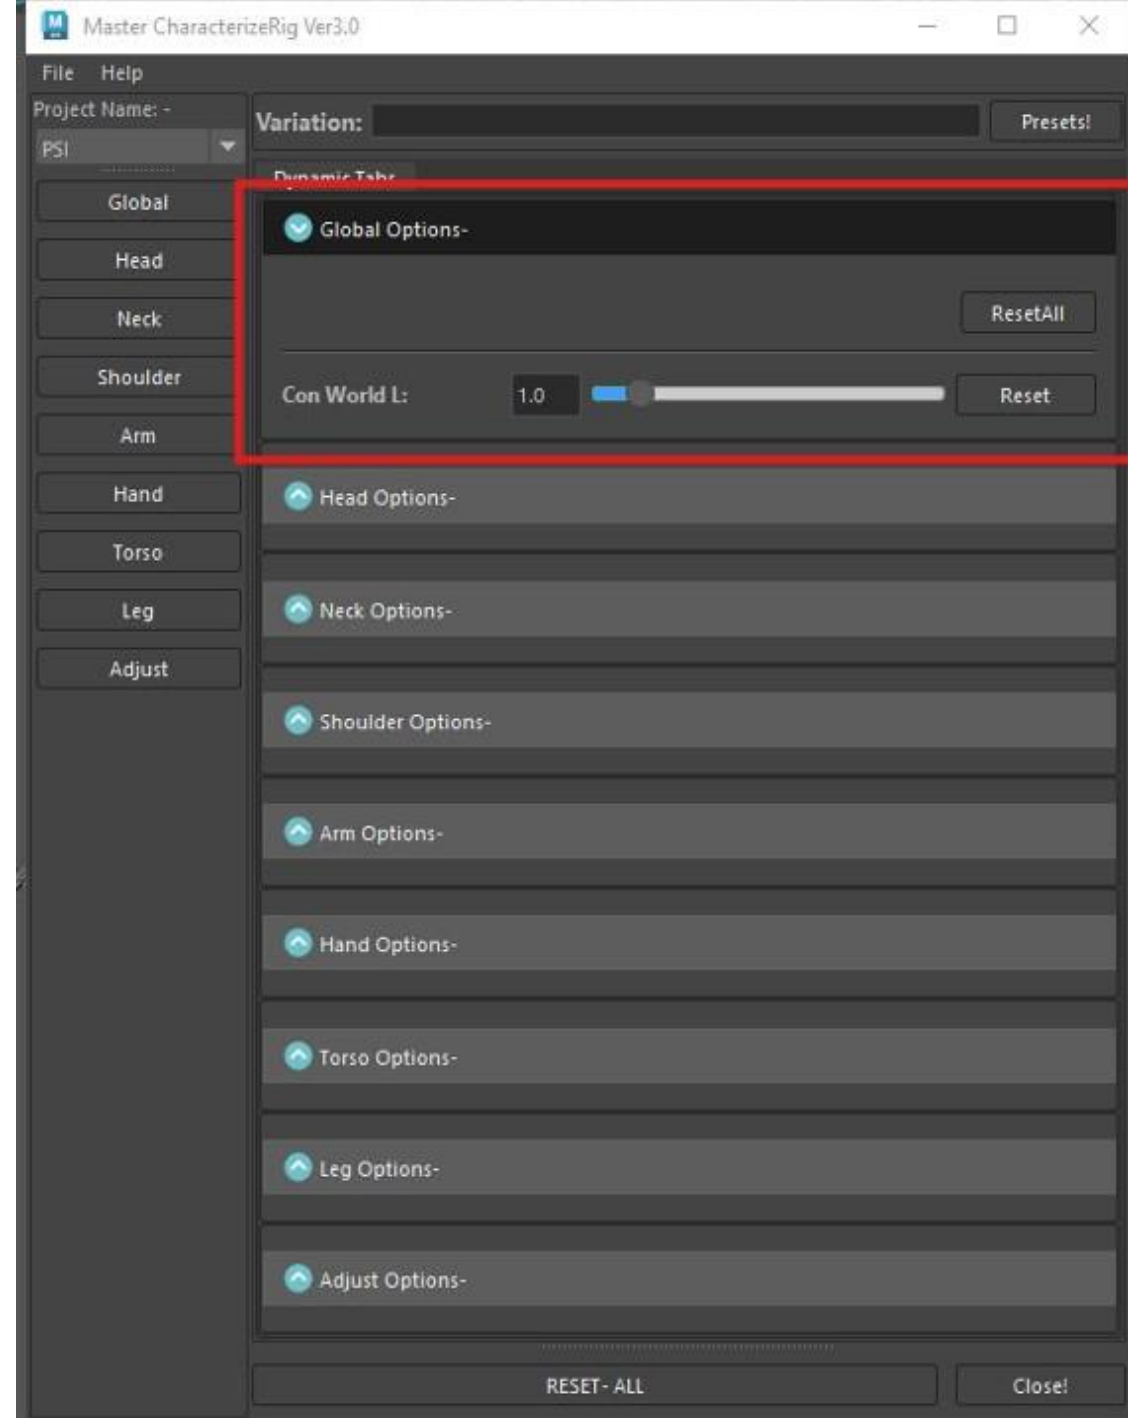 Master CharacterizeRig Ver3.0
File Help
Project Name: -
PSI
Variation:
Presets!
Dynamic Tabs
Global
Head
Neck
Shoulder
Arm
Hand
Torso
Leg
Adjust
Global Options-
ResetAll
Con World L: 1.0 Reset
Head Options-
Neck Options-
Shoulder Options-
Arm Options-
Hand Options-
Torso Options-
Leg Options-
Adjust Options-
RESET- ALL
Close!